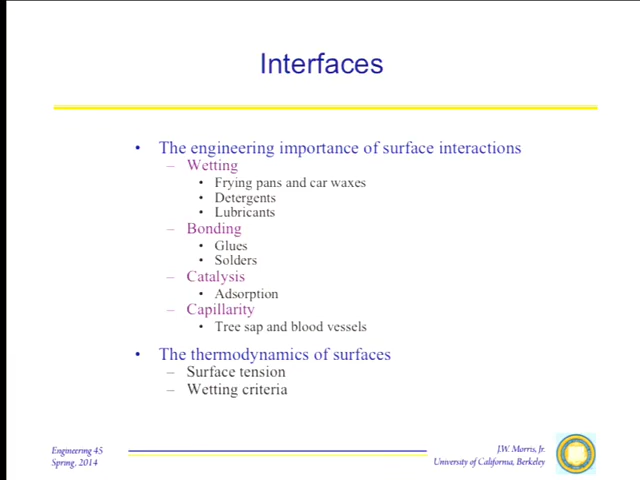 Interfaces
• The engineering importance of surface interactions
– Wetting
• Frying pans and car waxes
• Detergents
• Lubricants
– Bonding
• Glues
• Solders
– Catalysis
• Adsorption
– Capillarity
• Tree sap and blood vessels
• The thermodynamics of surfaces
– Surface tension
– Wetting criteria
Engineering 45
Spring, 2014
J.W. Morris, Jr.
University of California, Berkeley